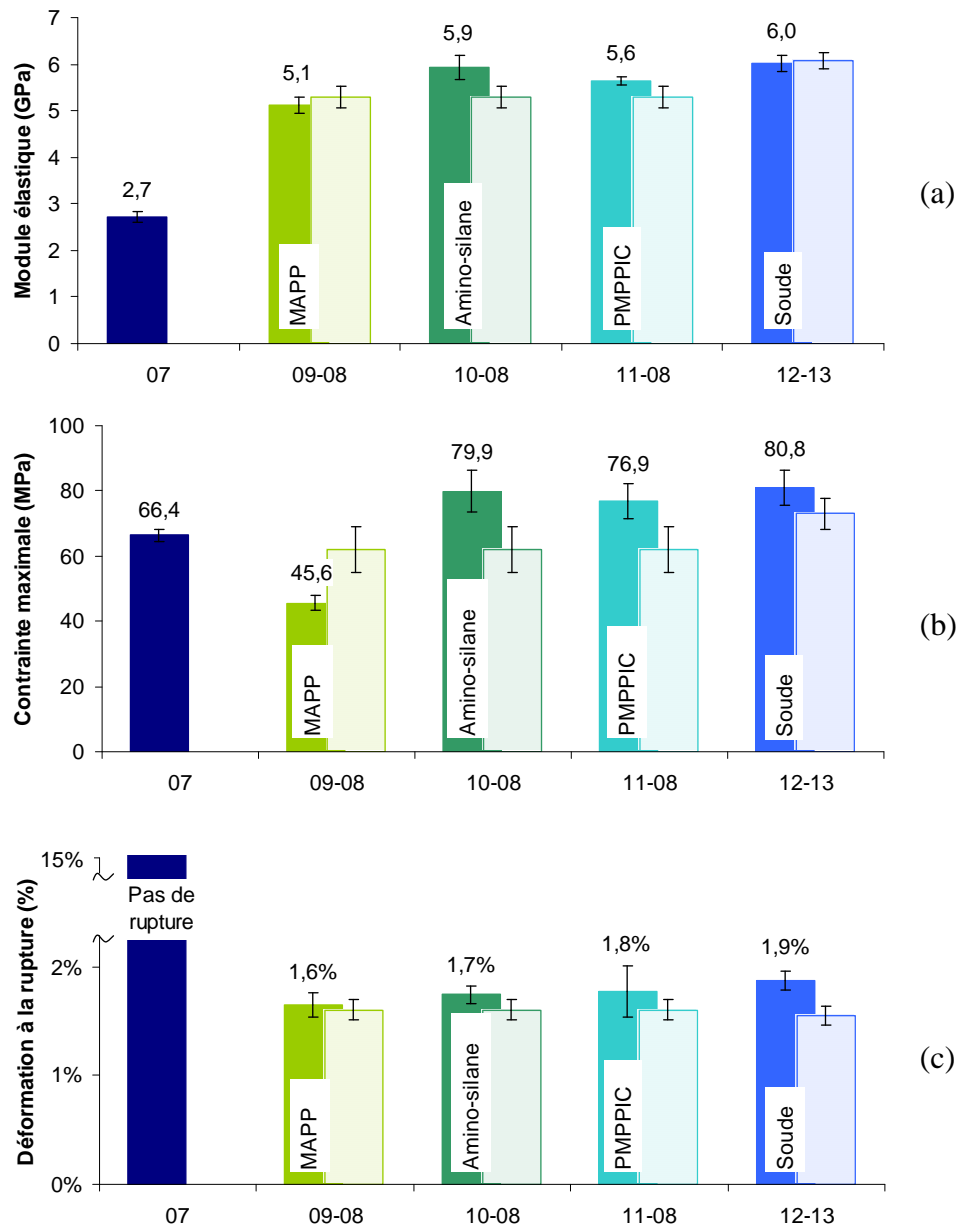 Module élastique (GPa)
7
6
5
4
3
2
1
0
2,7
5,1
5,9
5,6
6,0
MAPP
Amino-silane
PMPPIC
Soude
07
09-08
10-08
11-08
12-13
(a)
Contrainte maximale (MPa)
100
80
60
40
20
0
66,4
45,6
79,9
76,9
80,8
MAPP
Amino-silane
PMPPIC
Soude
07
09-08
10-08
11-08
12-13
(b)
Déformation à la rupture (%)
15%
2%
1%
0%
Pas de
rupture
1,6%
1,7%
1,8%
1,9%
MAPP
Amino-silane
PMPPIC
Soude
07
09-08
10-08
11-08
12-13
(c)